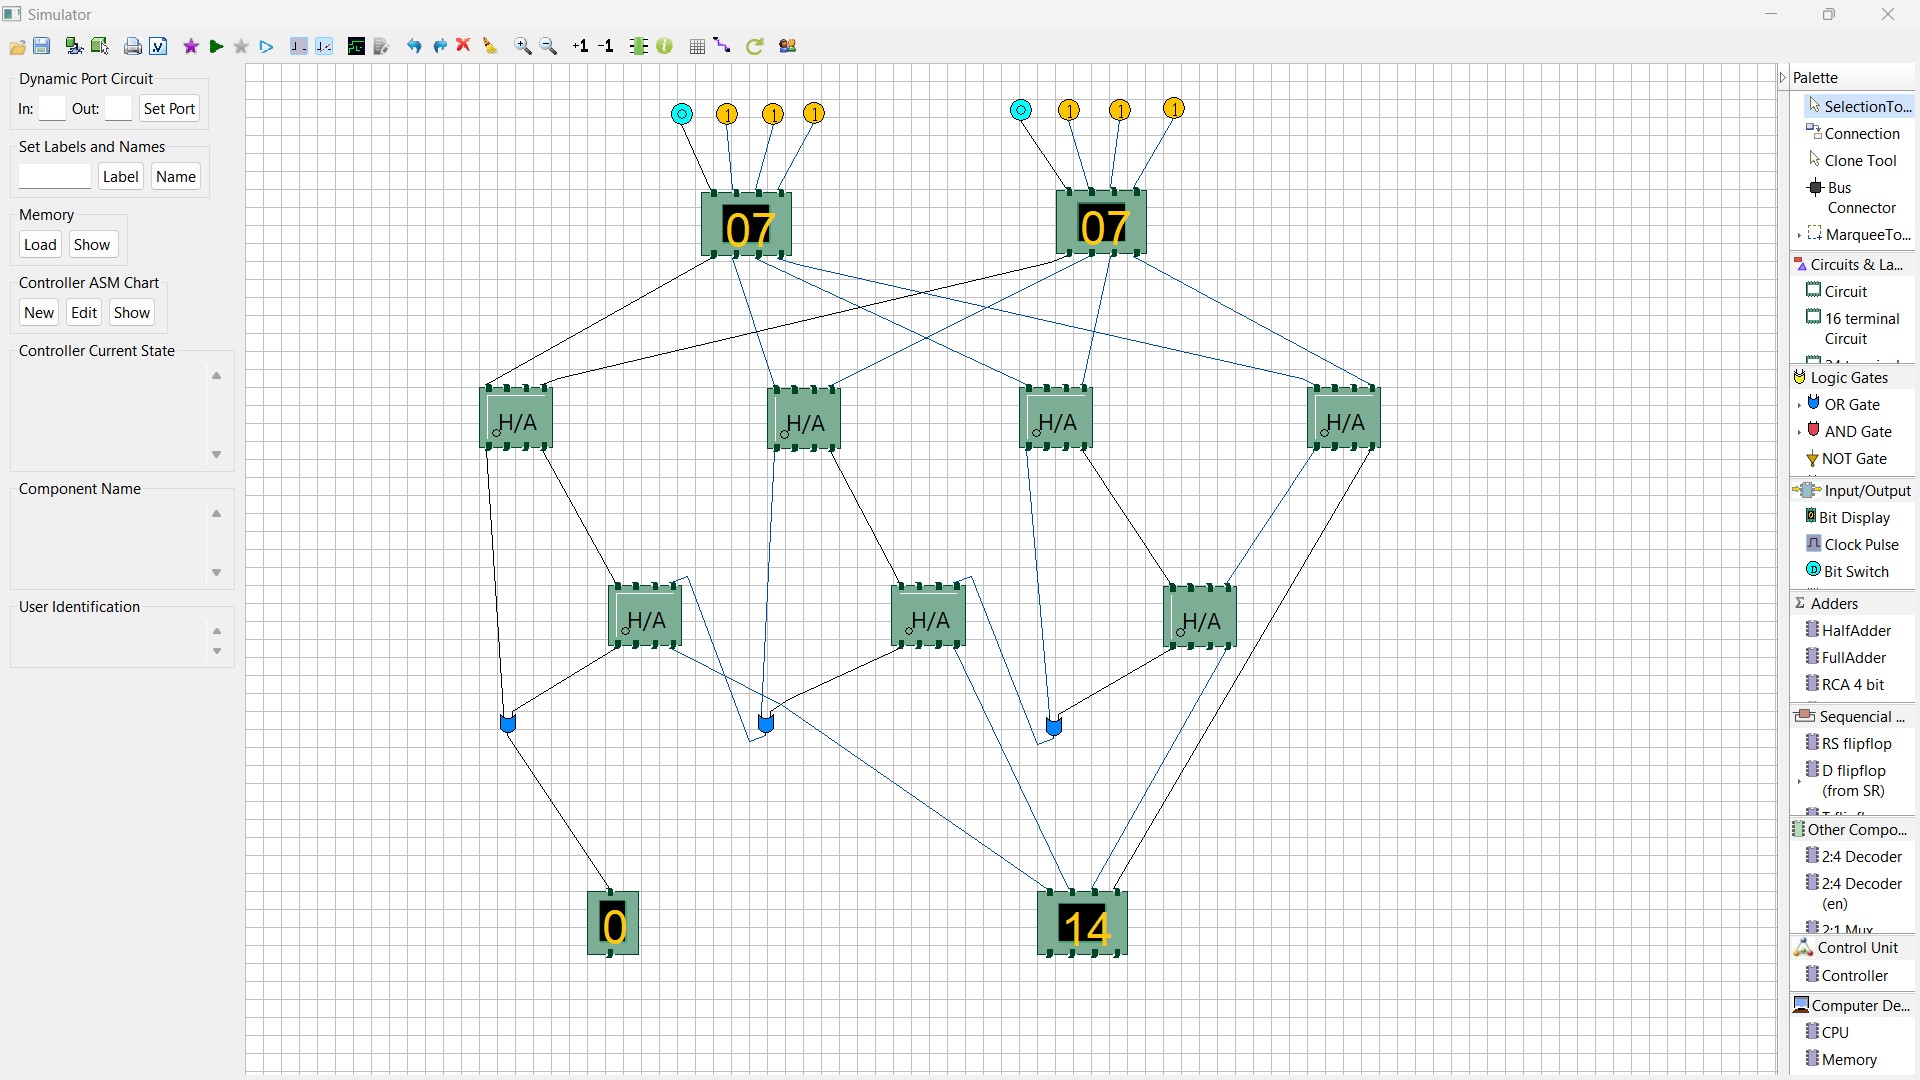 Simulator
+1 -1
Dynamic Port Circuit
In: Out: Set Port
Set Labels and Names
Label Name
Memory
Load Show
Controller ASM Chart
New Edit Show
Controller Current State
Component Name
User Identification
1 1 1
1 1 1
07
07
H/A
H/A
H/A
H/A
H/A
H/A
H/A
0
14
Palette
SelectionTo...
Connection
Clone Tool
Bus
Connector
MarqueeTo...
Circuits & La...
Circuit
16 terminal
Circuit
Logic Gates
OR Gate
AND Gate
NOT Gate
Input/Output
Bit Display
Clock Pulse
Bit Switch
Σ Adders
HalfAdder
FullAdder
RCA 4 bit
Sequential ...
RS flipflop
D flipflop
(from SR)
Other Compo...
2:4 Decoder
2:4 Decoder
(en)
2:1 Mux
Control Unit
Controller
Computer De...
CPU
Memory